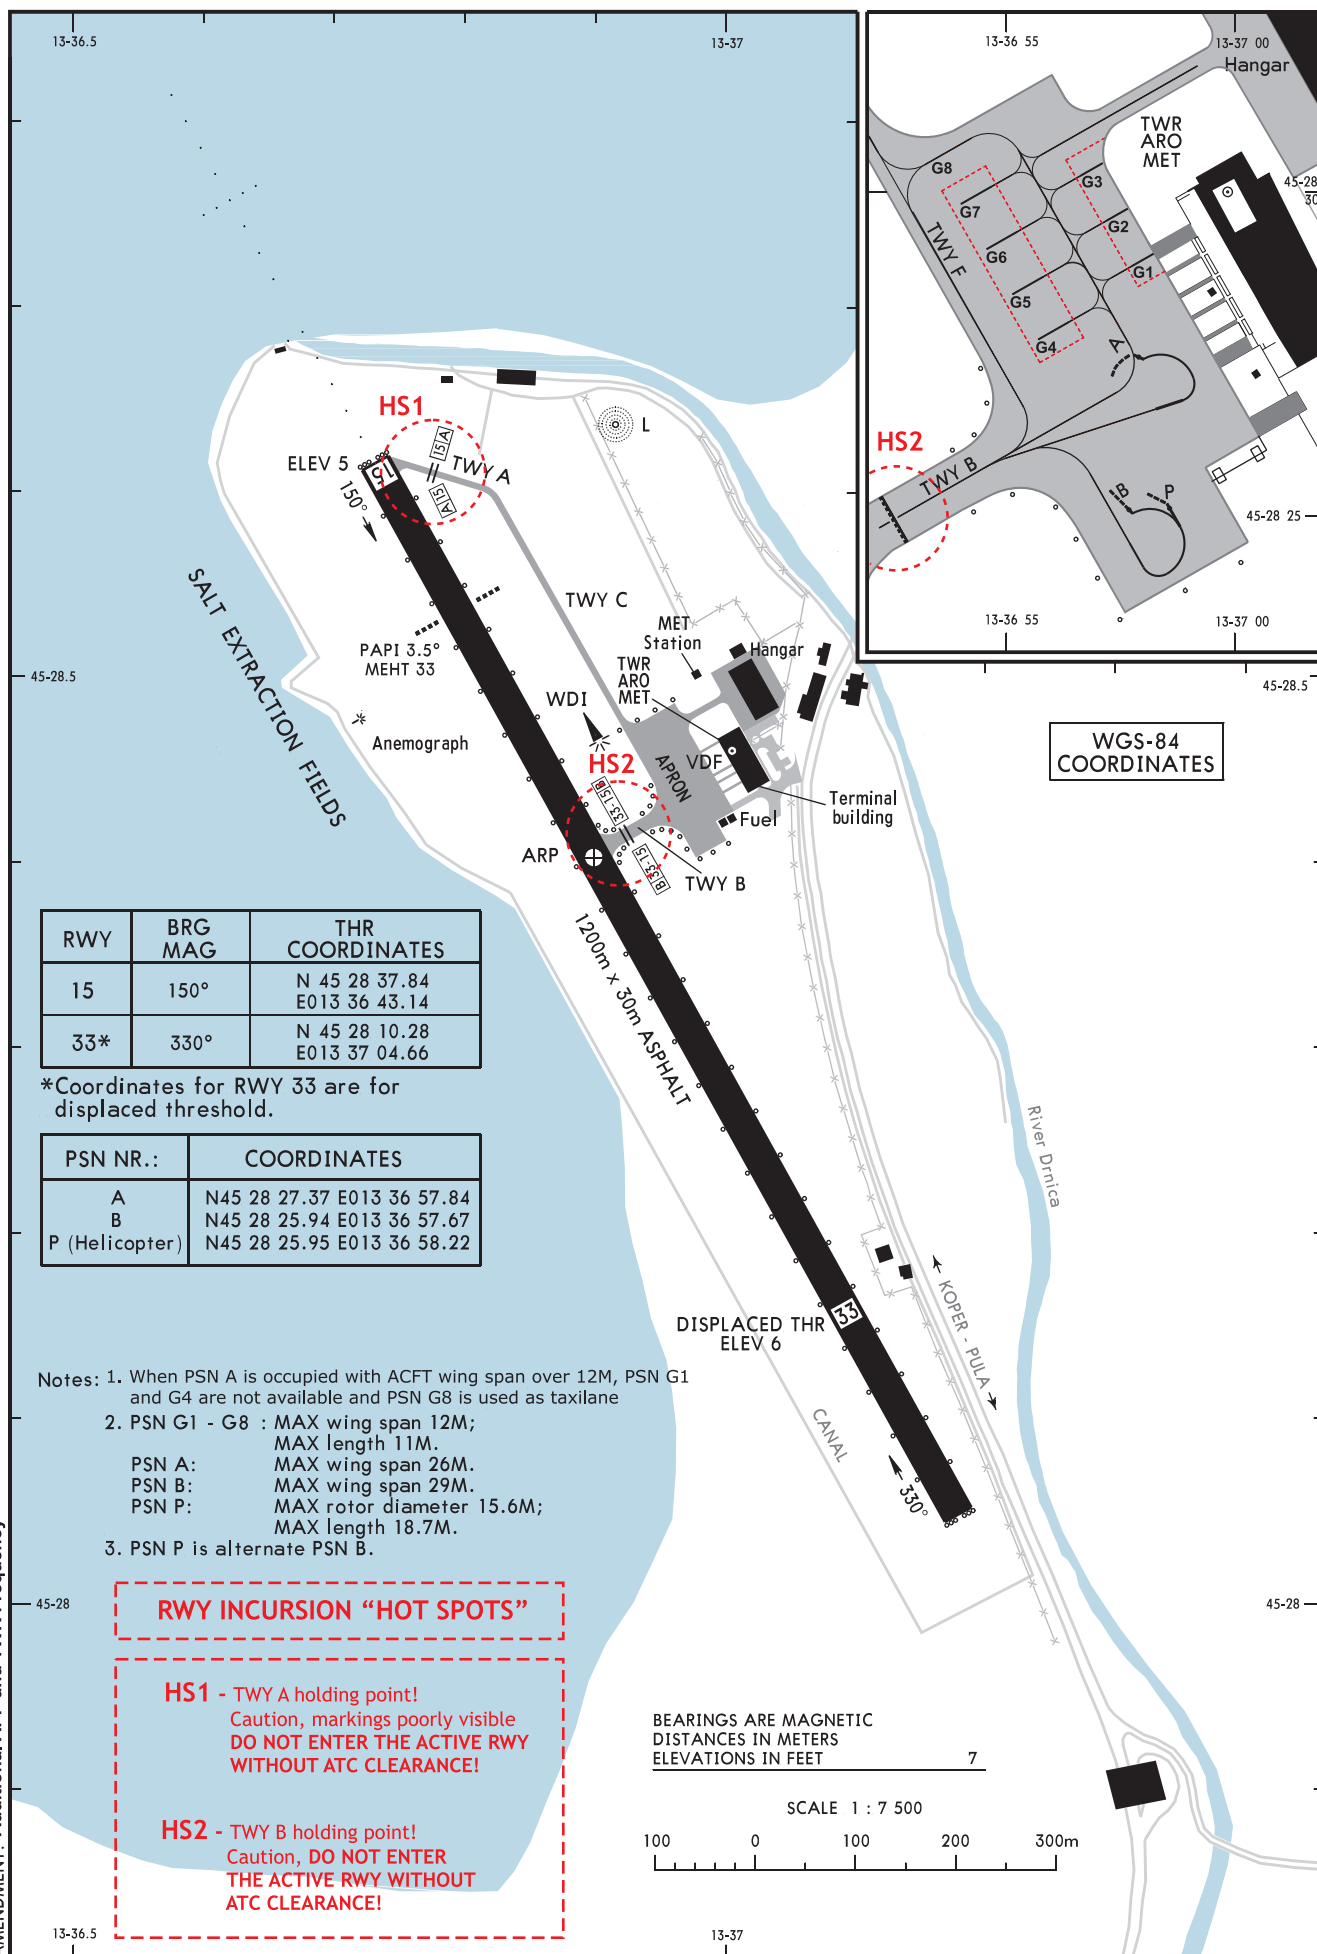 13-36.5
13-37
13-36 55
13-37 00
Hangar
TWR
ARO
MET
G8
G3
G7
G2
G6
G1
G5
G4
TWY F
A
45-28
30
HS2
TWY B
B
P
45-28 25
13-36 55
13-37 00
HS1
L
ELEV 5
15
15 A
A 15
TWY A
150°
SALT EXTRACTION FIELDS
TWY C
PAPI 3.5°
MEHT 33
MET
Station
Hangar
TWR
ARO
MET
45-28.5
45-28.5
WDI
Anemograph
HS2
APRON
VDF
WGS-84
COORDINATES
33-15 B
B 33-15
Terminal
building
Fuel
ARP
TWY B
1200m x 30m ASPHALT
RWY
BRG
MAG
THR
COORDINATES
15
150°
N 45 28 37.84
E013 36 43.14
33*
330°
N 45 28 10.28
E013 37 04.66
*Coordinates for RWY 33 are for
displaced threshold.
PSN NR.:
COORDINATES
A
N45 28 27.37 E013 36 57.84
B
N45 28 25.94 E013 36 57.67
P (Helicopter)
N45 28 25.95 E013 36 58.22
River Drnica
KOPER - PULA
33
DISPLACED THR
ELEV 6
CANAL
330°
Notes: 1. When PSN A is occupied with ACFT wing span over 12M, PSN G1
and G4 are not available and PSN G8 is used as taxilane
2. PSN G1 - G8 : MAX wing span 12M;
MAX length 11M.
PSN A: MAX wing span 26M.
PSN B: MAX wing span 29M.
PSN P: MAX rotor diameter 15.6M;
MAX length 18.7M.
3. PSN P is alternate PSN B.
45-28
45-28
RWY INCURSION “HOT SPOTS”
HS1 - TWY A holding point!
Caution, markings poorly visible
DO NOT ENTER THE ACTIVE RWY
WITHOUT ATC CLEARANCE!
HS2 - TWY B holding point!
Caution, DO NOT ENTER
THE ACTIVE RWY WITHOUT
ATC CLEARANCE!
BEARINGS ARE MAGNETIC
DISTANCES IN METERS
ELEVATIONS IN FEET 7
SCALE 1 : 7 500
100 0 100 200 300m
13-36.5
13-37